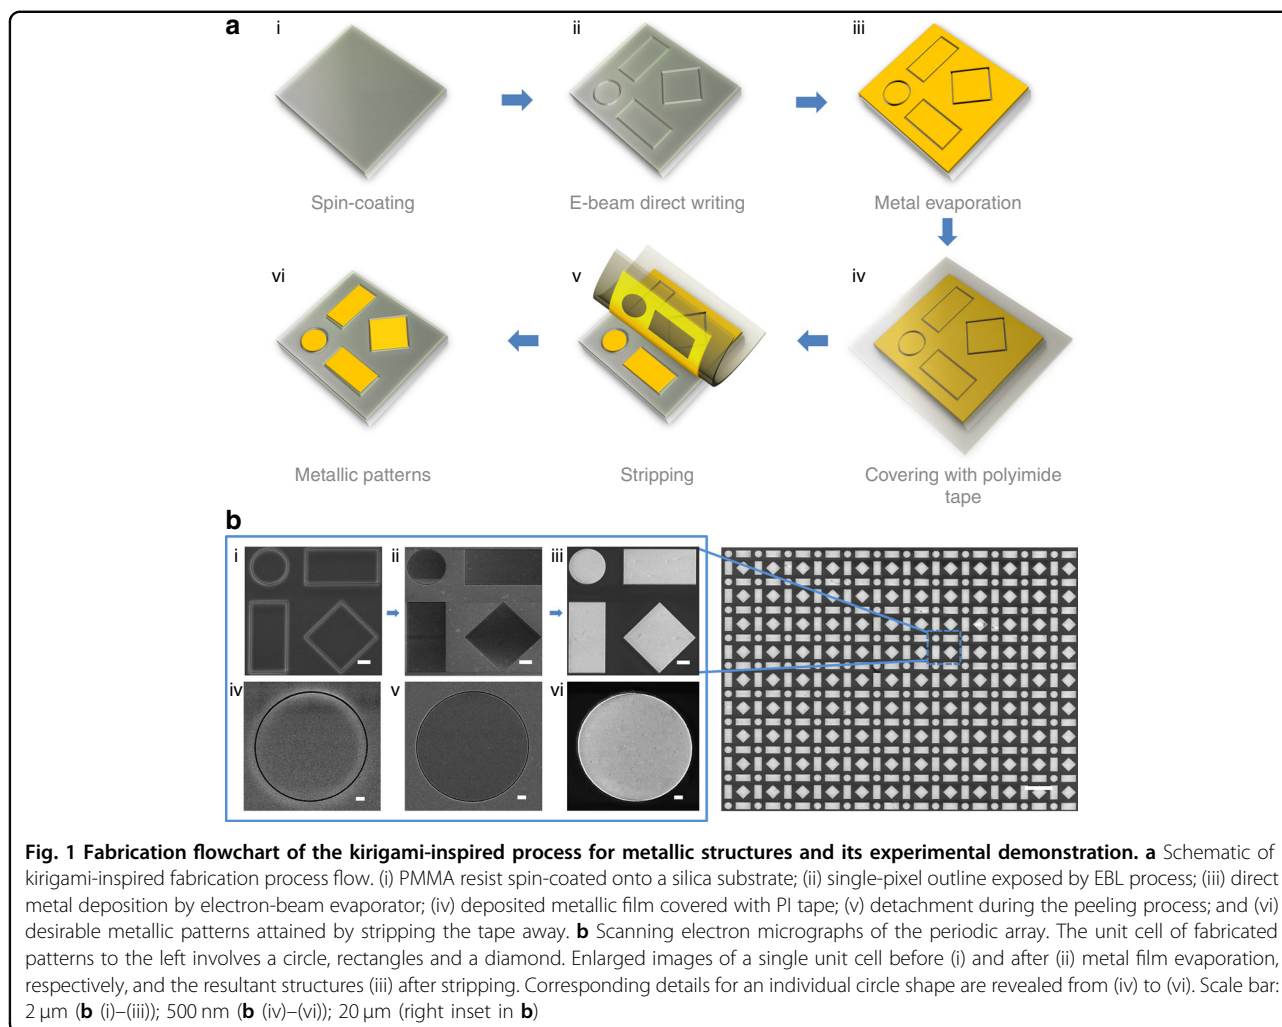 a
i
ii
iii
Spin-coating
E-beam direct writing
Metal evaporation
vi
v
iv
Metallic patterns
Stripping
Covering with polyimide
tape
b
i
ii
iii
iv
v
vi
Fig. 1 Fabrication flowchart of the kirigami-inspired process for metallic structures and its experimental demonstration. a Schematic of
kirigami-inspired fabrication process flow. (i) PMMA resist spin-coated onto a silica substrate; (ii) single-pixel outline exposed by EBL process; (iii) direct
metal deposition by electron-beam evaporator; (iv) deposited metallic film covered with PI tape; (v) detachment during the peeling process; and (vi)
desirable metallic patterns attained by stripping the tape away. b Scanning electron micrographs of the periodic array. The unit cell of fabricated
patterns to the left involves a circle, rectangles and a diamond. Enlarged images of a single unit cell before (i) and after (ii) metal film evaporation,
respectively, and the resultant structures (iii) after stripping. Corresponding details for an individual circle shape are revealed from (iv) to (vi). Scale bar:
2 μm (b (i)–(iii)); 500 nm (b (iv)–(vi)); 20 μm (right inset in b)